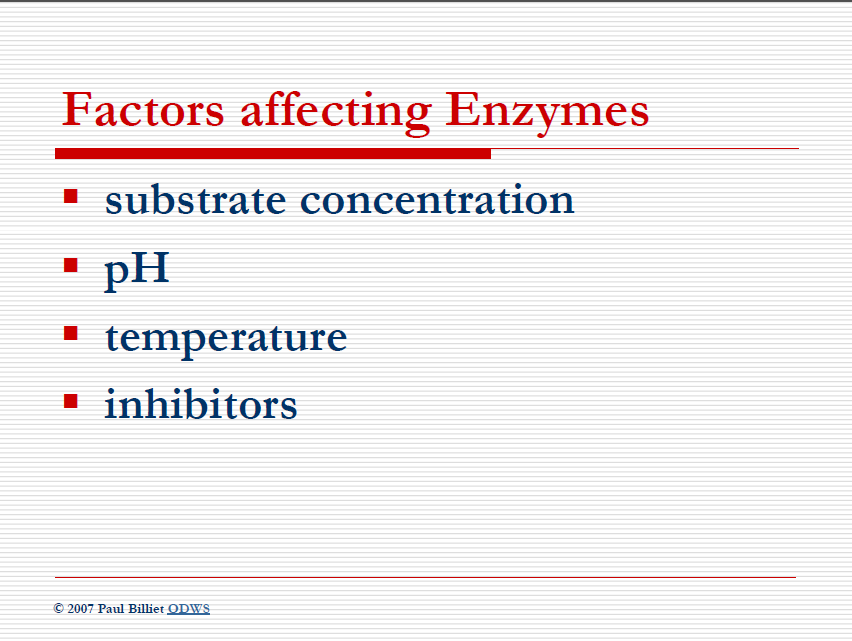 Factors affecting Enzymes
substrate concentration
pH
temperature
inhibitors
© 2007 Paul Billiet ODWS